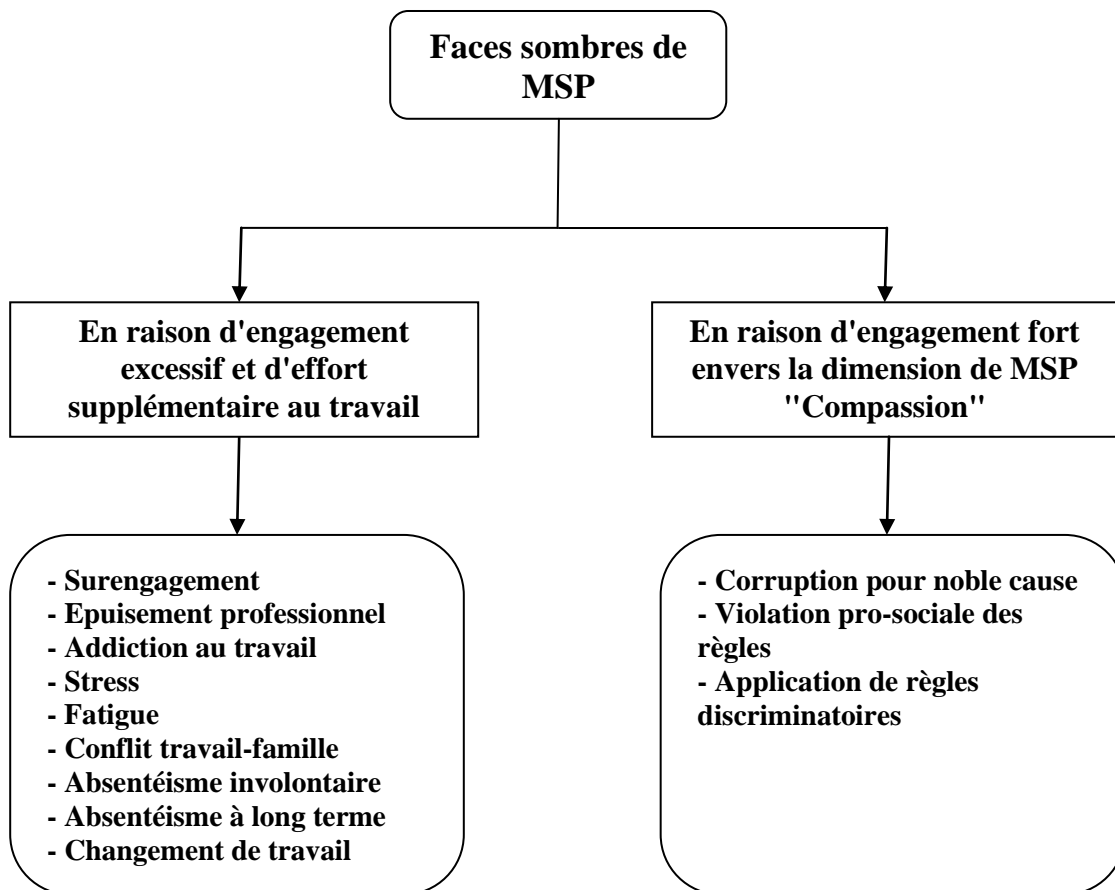 Faces sombres de
MSP
En raison d'engagement
excessif et d'effort
supplémentaire au travail
En raison d'engagement fort
envers la dimension de MSP
"Compassion"
- Surengagement
- Epuisement professionnel
- Addiction au travail
- Stress
- Fatigue
- Conflit travail-famille
- Absentéisme involontaire
- Absentéisme à long terme
- Changement de travail
- Corruption pour noble cause
- Violation pro-sociale des
règles
- Application de règles
discriminatoires